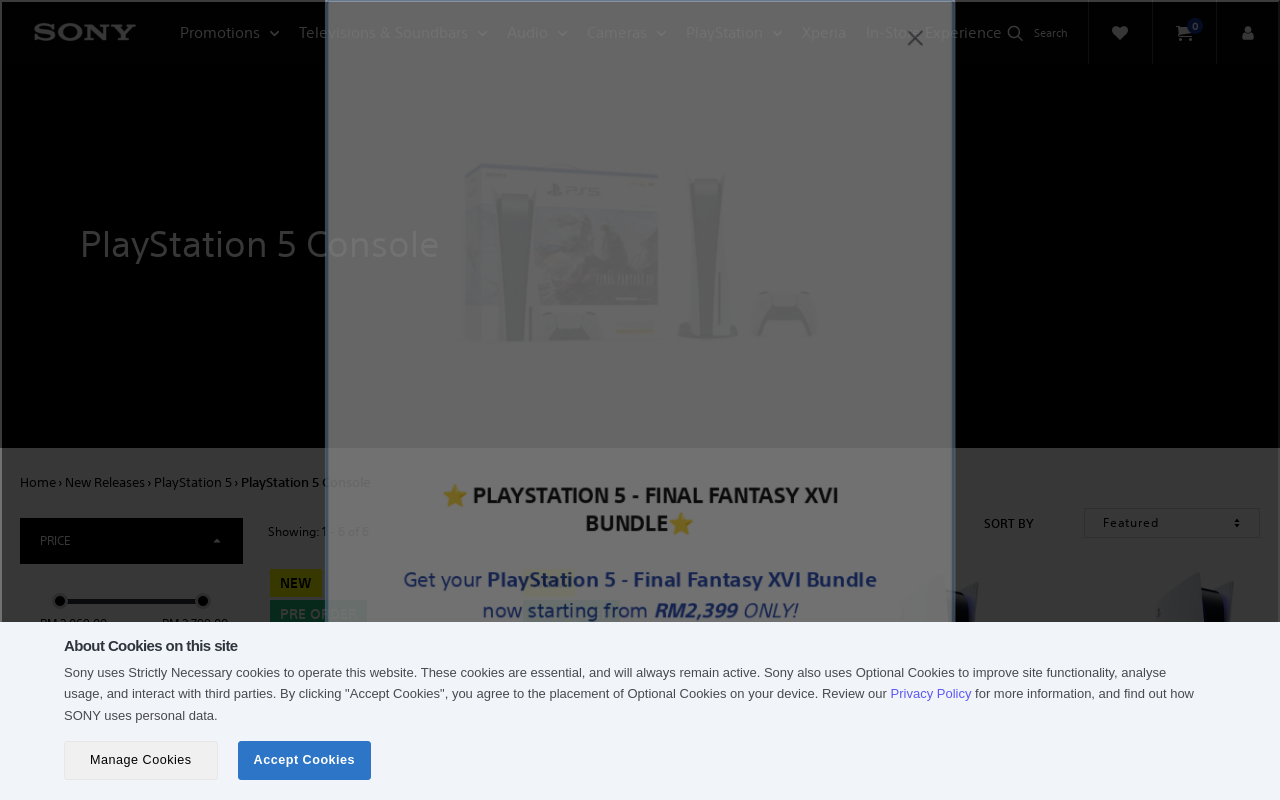 SONY
Promotions
Televisions & Soundbars
Audio
Cameras
PlayStation
Xperia
In-Store Experience
Search
0
PlayStation 5 Console
PS5
FINAL FANTASY XVI
Home › New Releases › PlayStation 5 › PlayStation 5 Console
⭐ PLAYSTATION 5 - FINAL FANTASY XVI
BUNDLE⭐
PRICE
Showing: 1 - 6 of 6
SORT BY
Featured
NEW
PRE ORDER
Get your PlayStation 5 - Final Fantasy XVI Bundle
now starting from RM2,399 ONLY!
About Cookies on this site
Sony uses Strictly Necessary cookies to operate this website. These cookies are essential, and will always remain active. Sony also uses Optional Cookies to improve site functionality, analyse
usage, and interact with third parties. By clicking "Accept Cookies", you agree to the placement of Optional Cookies on your device. Review our Privacy Policy for more information, and find out how
SONY uses personal data.
Manage Cookies
Accept Cookies